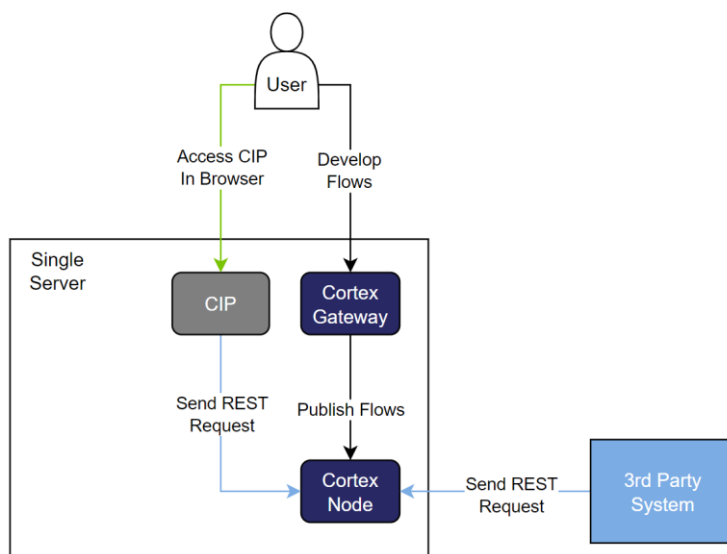 User
Access CIP
In Browser
Develop
Flows
Single
Server
CIP
Cortex
Gateway
Send REST
Request
Publish Flows
Cortex
Node
Send REST
Request
3rd Party
System